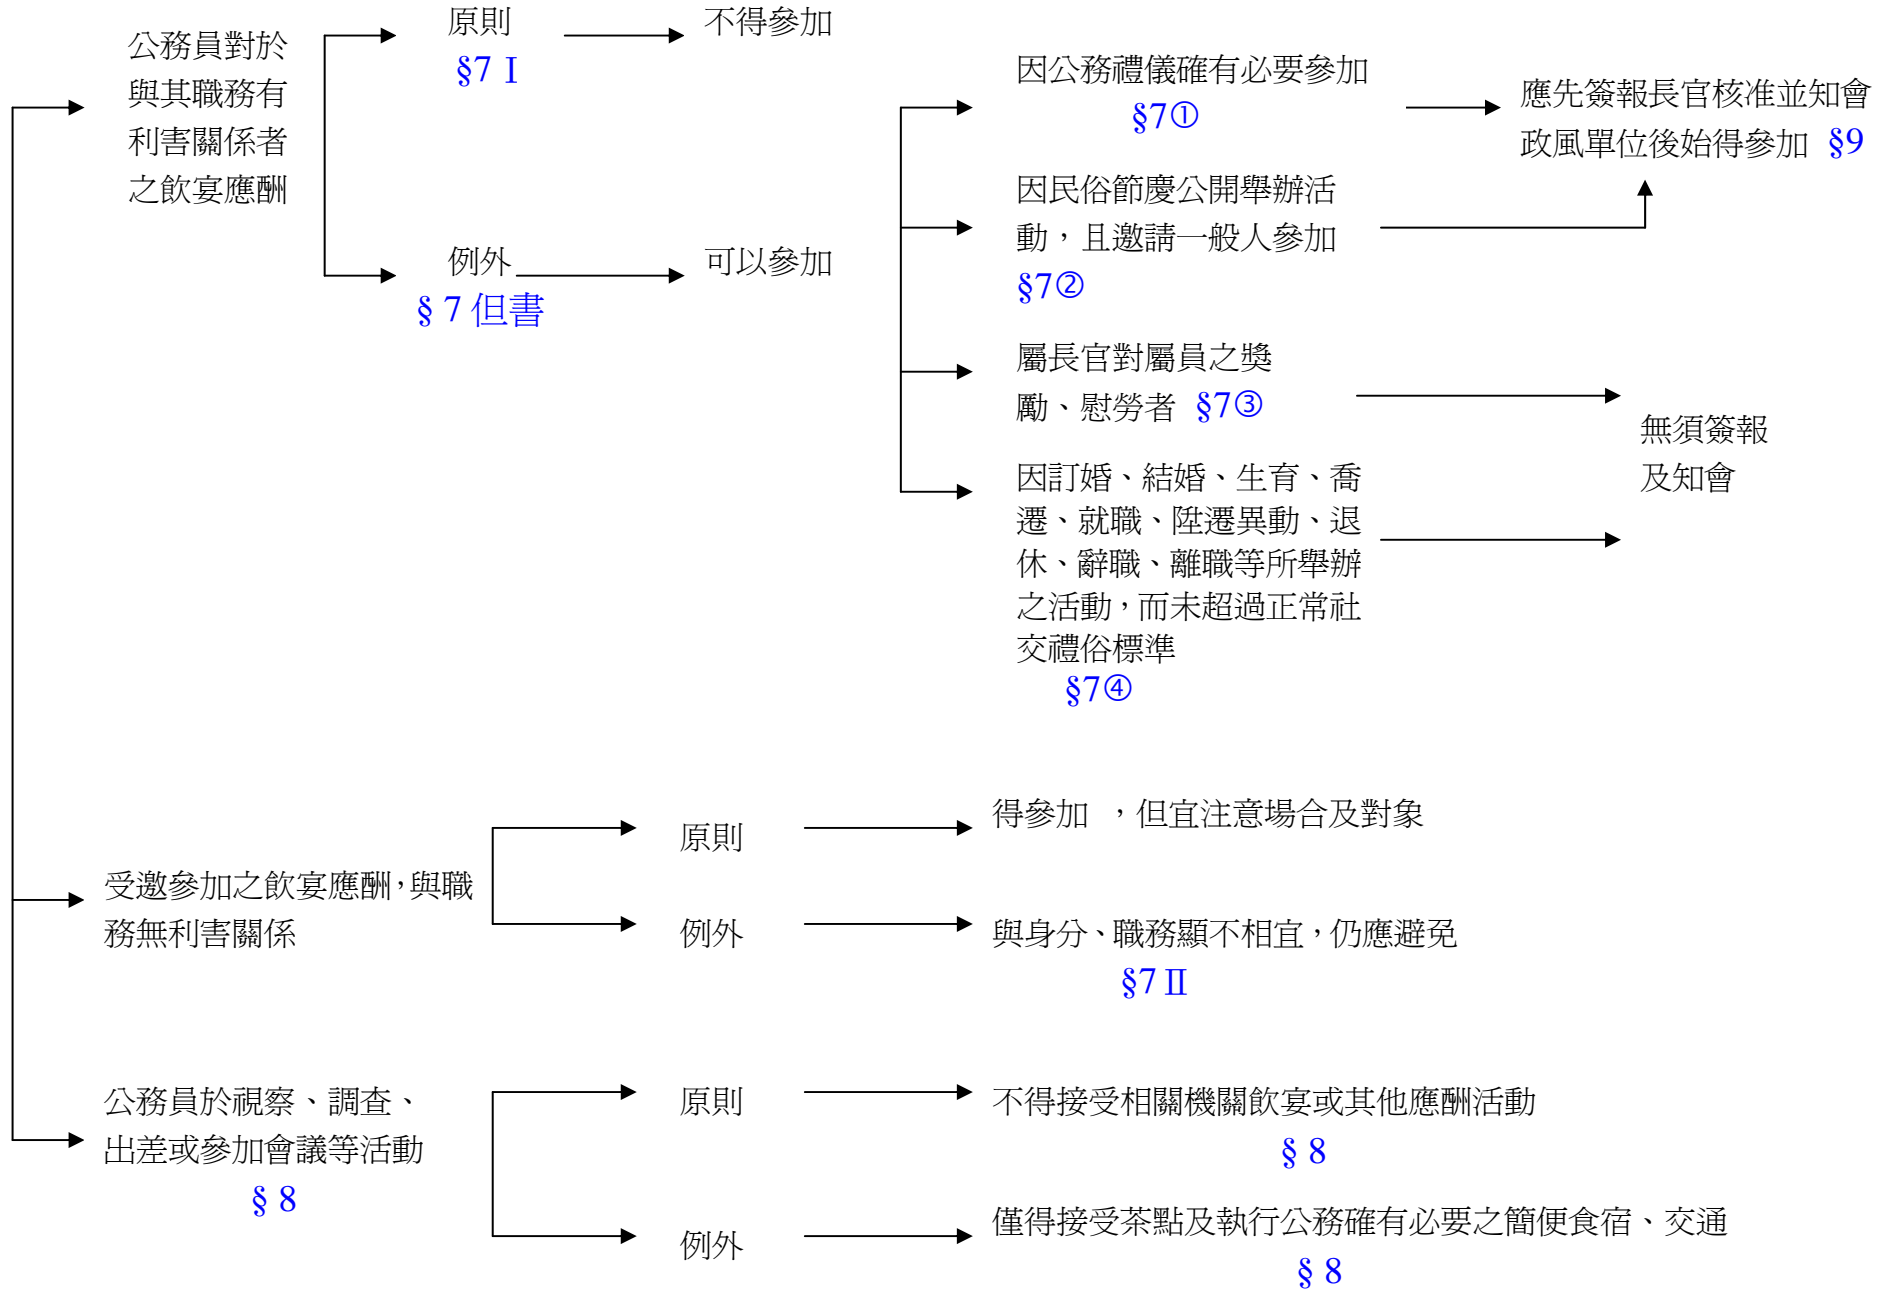 公務員對於
與其職務有
利害關係者
之飲宴應酬
原則
§7 I
不得參加
例外
§ 7 但書
可以參加
因公務禮儀確有必要參加
§7①
應先簽報長官核准並知會
政風單位後始得參加 §9
因民俗節慶公開舉辦活
動，且邀請一般人參加
§7②
屬長官對屬員之獎
勵、慰勞者 §7③
無須簽報
及知會
因訂婚、結婚、生育、喬
遷、就職、陞遷異動、退
休、辭職、離職等所舉辦
之活動，而未超過正常社
交禮俗標準
§7④
受邀參加之飲宴應酬，與職
務無利害關係
原則
得參加 ，但宜注意場合及對象
例外
與身分、職務顯不相宜，仍應避免
§7Ⅱ
公務員於視察、調查、
出差或參加會議等活動
§ 8
原則
不得接受相關機關飲宴或其他應酬活動
§ 8
例外
僅得接受茶點及執行公務確有必要之簡便食宿、交通
§ 8